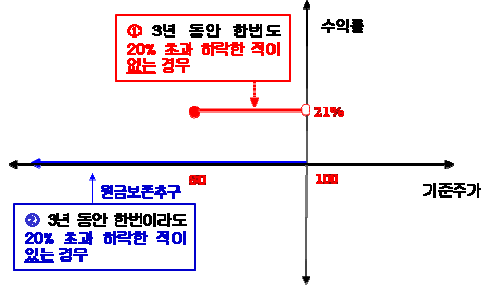 ① 3년 동안 한번도
20% 초과 하락한 적이
없는 경우
수익률
21%
80
100
기준주가
원금보존추구
② 3년 동안 한번이라도
20% 초과 하락한 적이
있는 경우